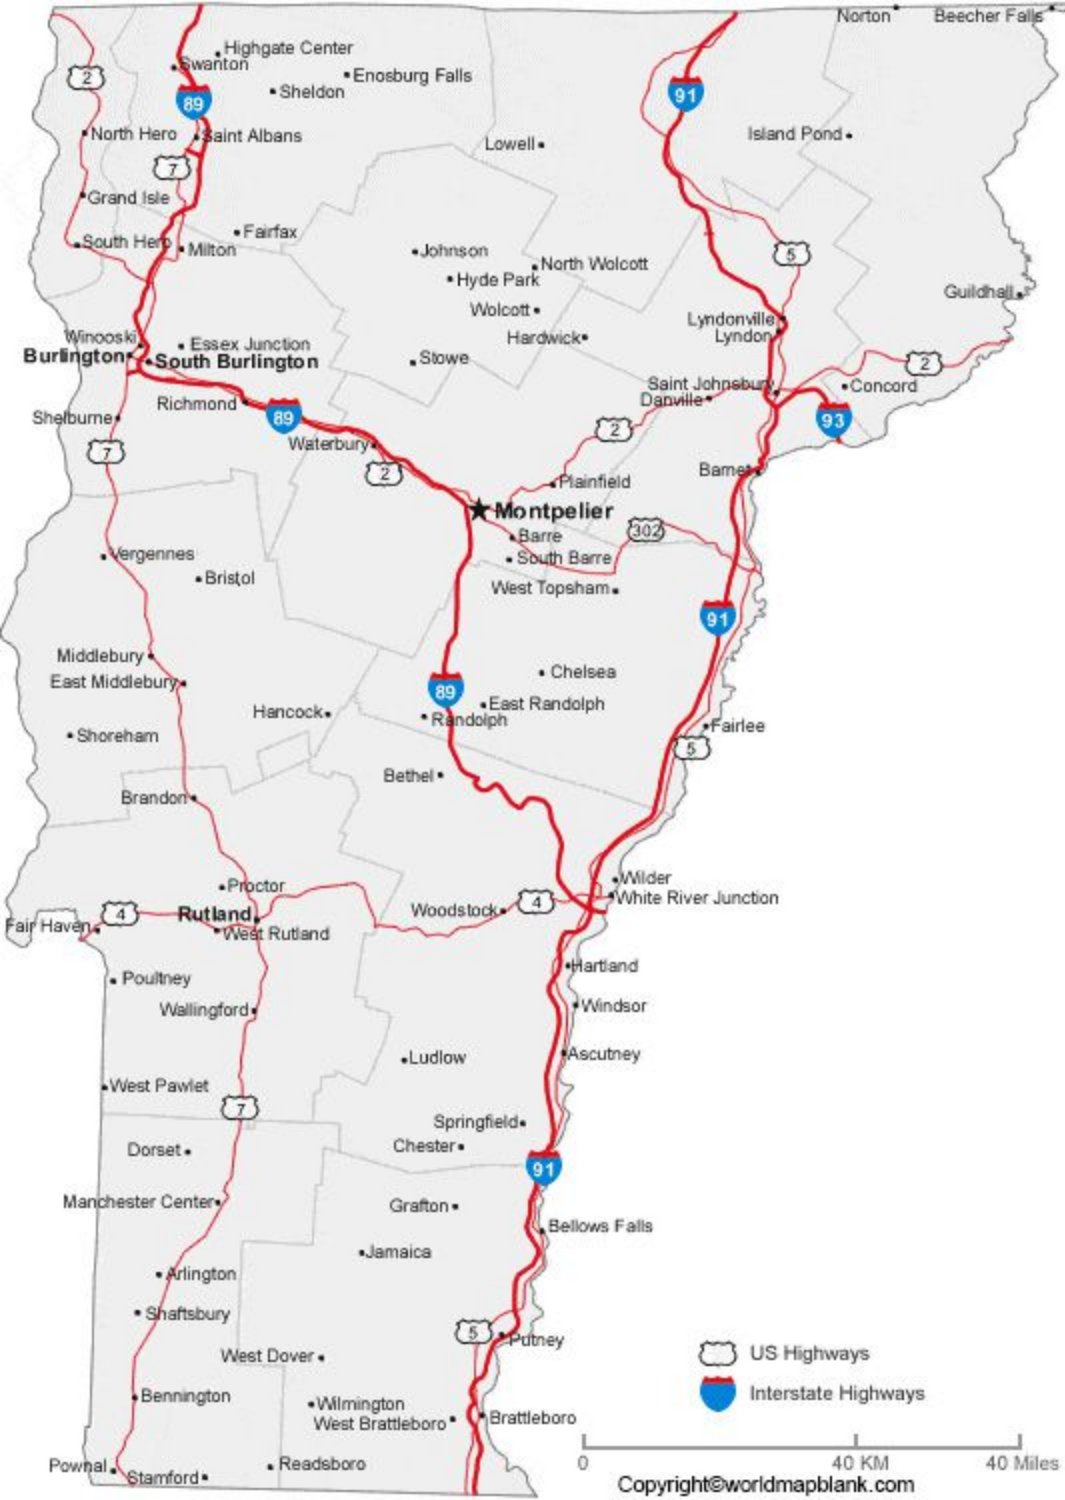 Norton
Beecher Falls
Highgate Center
Swanton
Enosburg Falls
2
Sheldon
89
91
North Hero
Saint Albans
Island Pond
Lowell
7
Grand Isle
Fairfax
South Hero
Milton
Johnson
5
North Wolcott
Hyde Park
Guildhall
Wolcott
Lyndonville
Winooski
Hardwick
Lyndon
Essex Junction
Burlington
South Burlington
Stowe
2
Saint Johnsbury
Concord
Richmond
Danville
Shelburne
89
93
2
Waterbury
7
2
Barnet
Plainfield
Montpelier
302
Barre
Vergennes
South Barre
Bristol
West Topsham
91
Middlebury
Chelsea
East Middlebury
89
East Randolph
Hancock
Randolph
Fairlee
Shoreham
5
Bethel
Brandon
Wilder
Proctor
White River Junction
4
Rutland
Woodstock
4
Fair Haven
West Rutland
Hartland
Poultney
Windsor
Wallingford
Ludlow
Ascutney
West Pawlet
7
Springfield
Chester
Dorset
91
Manchester Center
Grafton
Bellows Falls
Jamaica
Arlington
Shaftsbury
5
Putney
US Highways
West Dover
Interstate Highways
Bennington
Wilmington
West Brattleboro
Brattleboro
Pownal
Stamford
Readsboro
0
40 KM
40 Miles
Copyright©worldmapblank.com